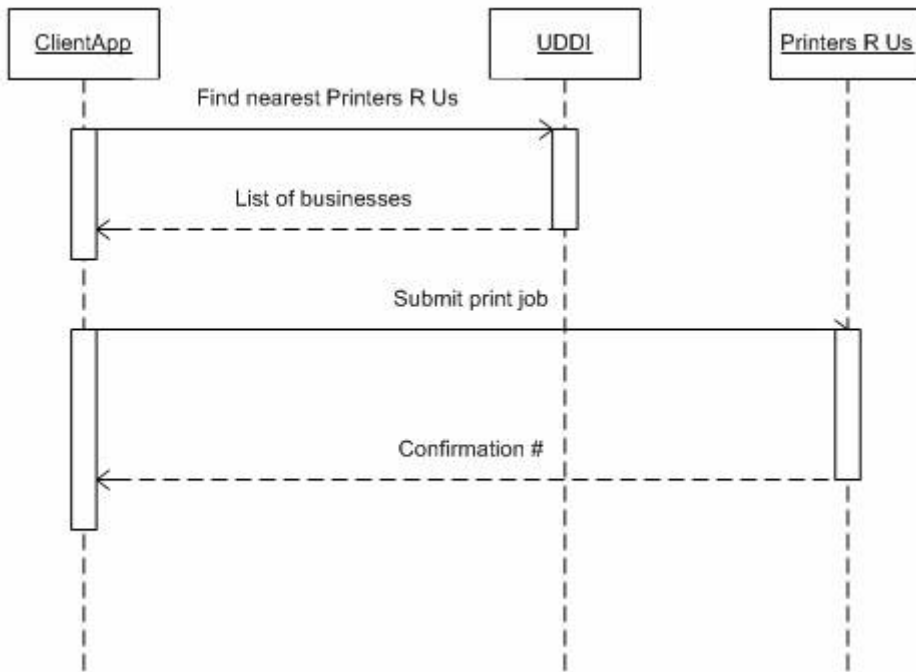 ClientApp
UDDI
Printers R Us
Find nearest Printers R Us
List of businesses
Submit print job
Confirmation #